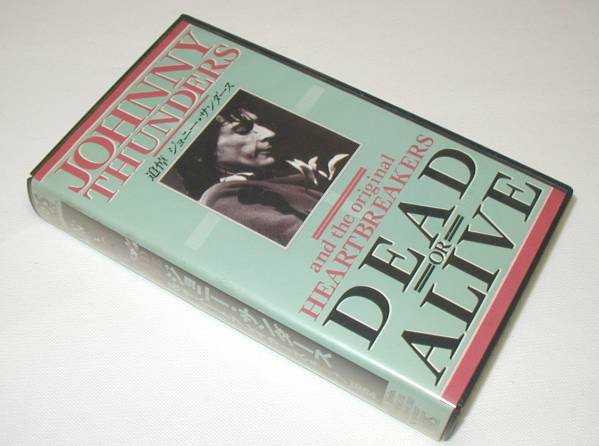 JOHNNY
THUNDERS
追悼 ジョニー・サンダース
and the original
HEARTBREAKERS
DEAD
OR
ALIVE
ジョニー・サンダース